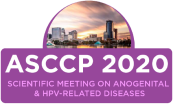 ASCCP 2020
SCIENTIFIC MEETING ON ANOGENITAL
& HPV-RELATED DISEASES